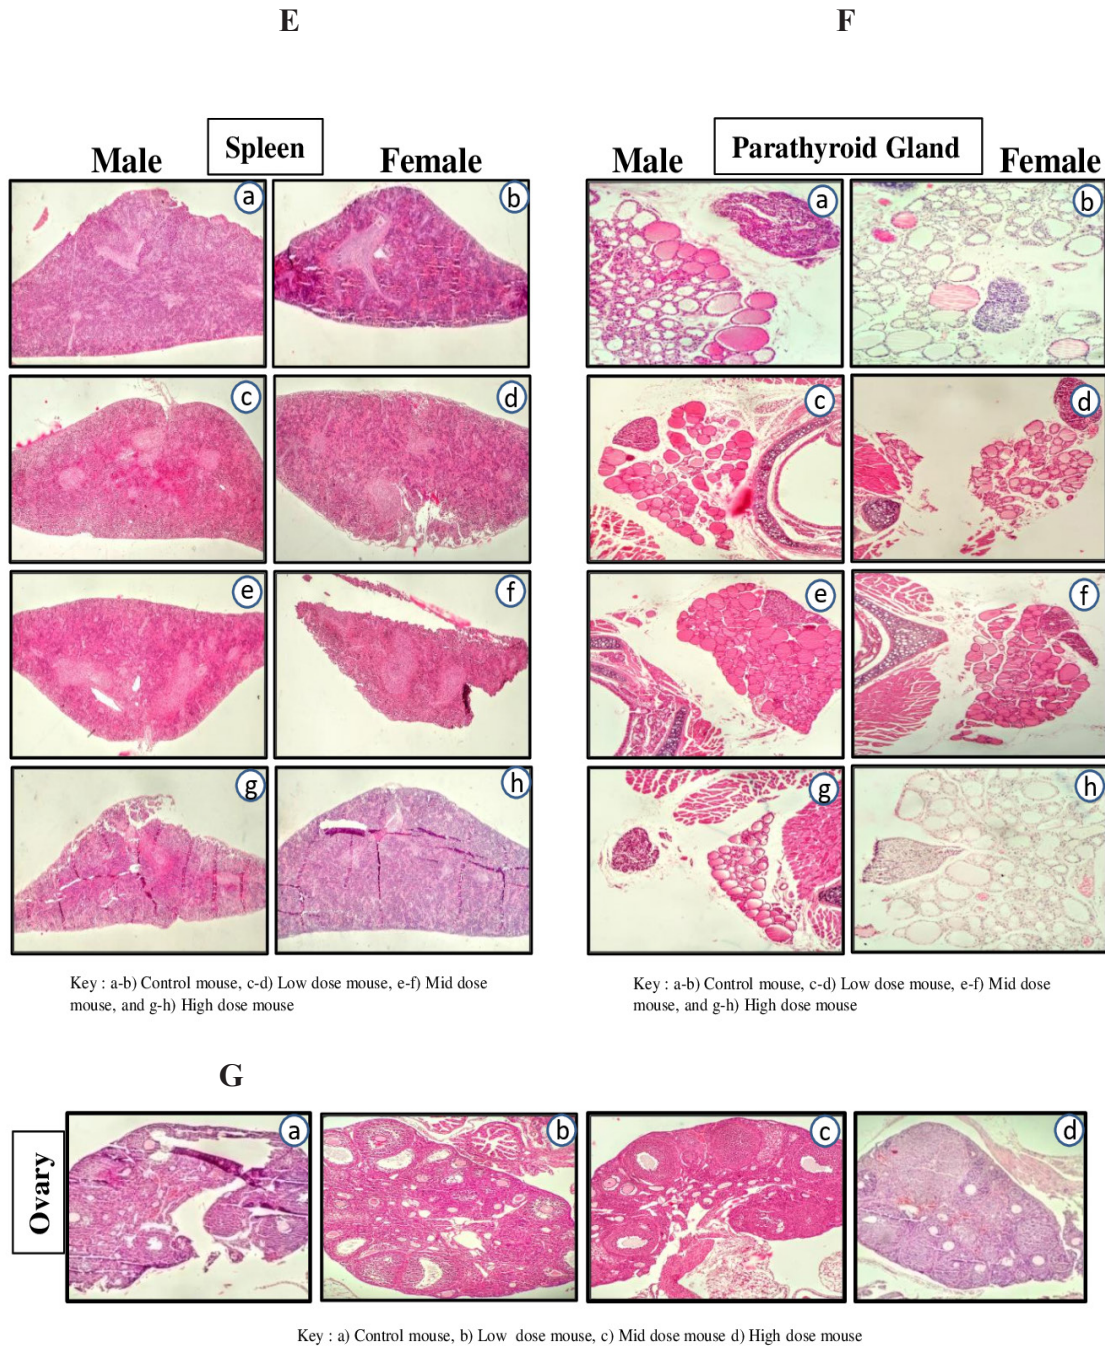 E
F
Spleen
Male
Female
a
b
c
d
e
f
g
h
Key : a-b) Control mouse, c-d) Low dose mouse, e-f) Mid dose
mouse, and g-h) High dose mouse
Parathyroid Gland
Male
Female
a
b
c
d
e
f
g
h
Key : a-b) Control mouse, c-d) Low dose mouse, e-f) Mid dose
mouse, and g-h) High dose mouse
G
Ovary
a
b
c
d
Key : a) Control mouse, b) Low dose mouse, c) Mid dose mouse d) High dose mouse